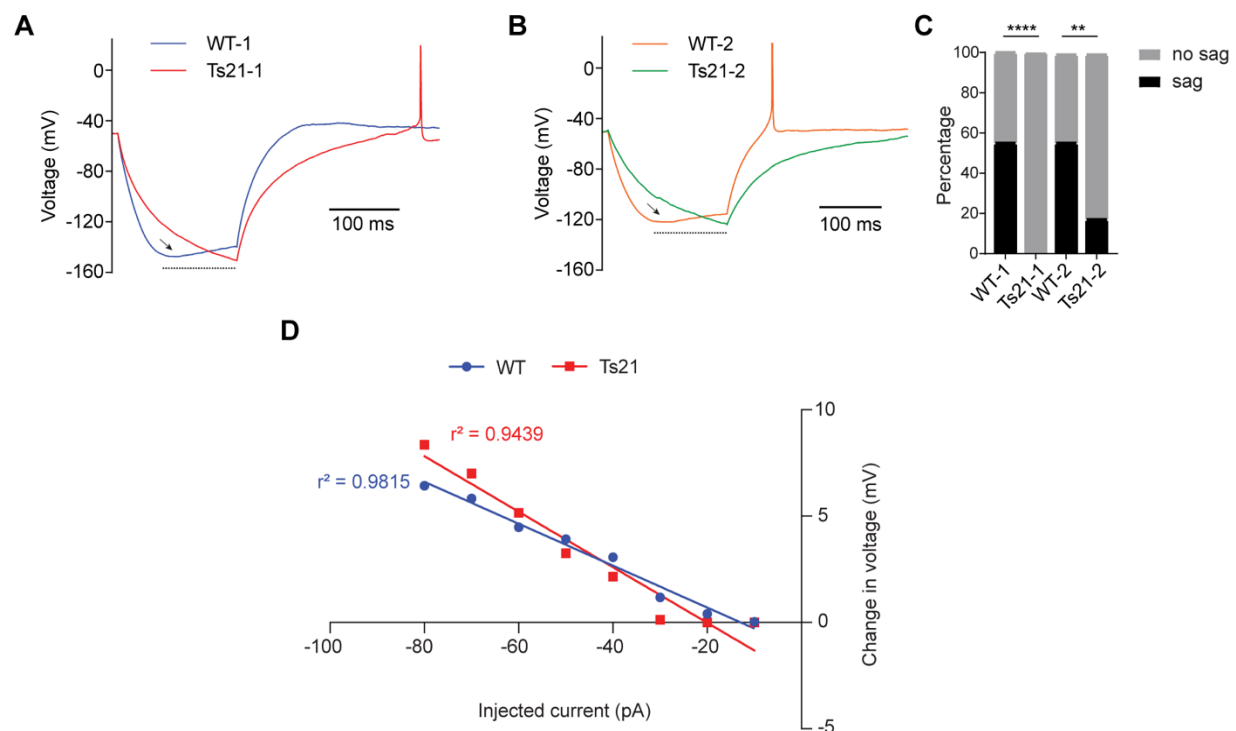 A
WT-1
Ts21-1
0
-40
-80
-120
-160
Voltage (mV)
100 ms
B
WT-2
Ts21-2
0
-40
-80
-120
-160
Voltage (mV)
100 ms
C
**** **
100
80
60
40
20
0
Percentage
no sag
sag
WT-1
Ts21-1
WT-2
Ts21-2
D
WT Ts21
r² = 0.9439
r² = 0.9815
10
5
0
-5
Change in voltage (mV)
-100 -80 -60 -40 -20
Injected current (pA)